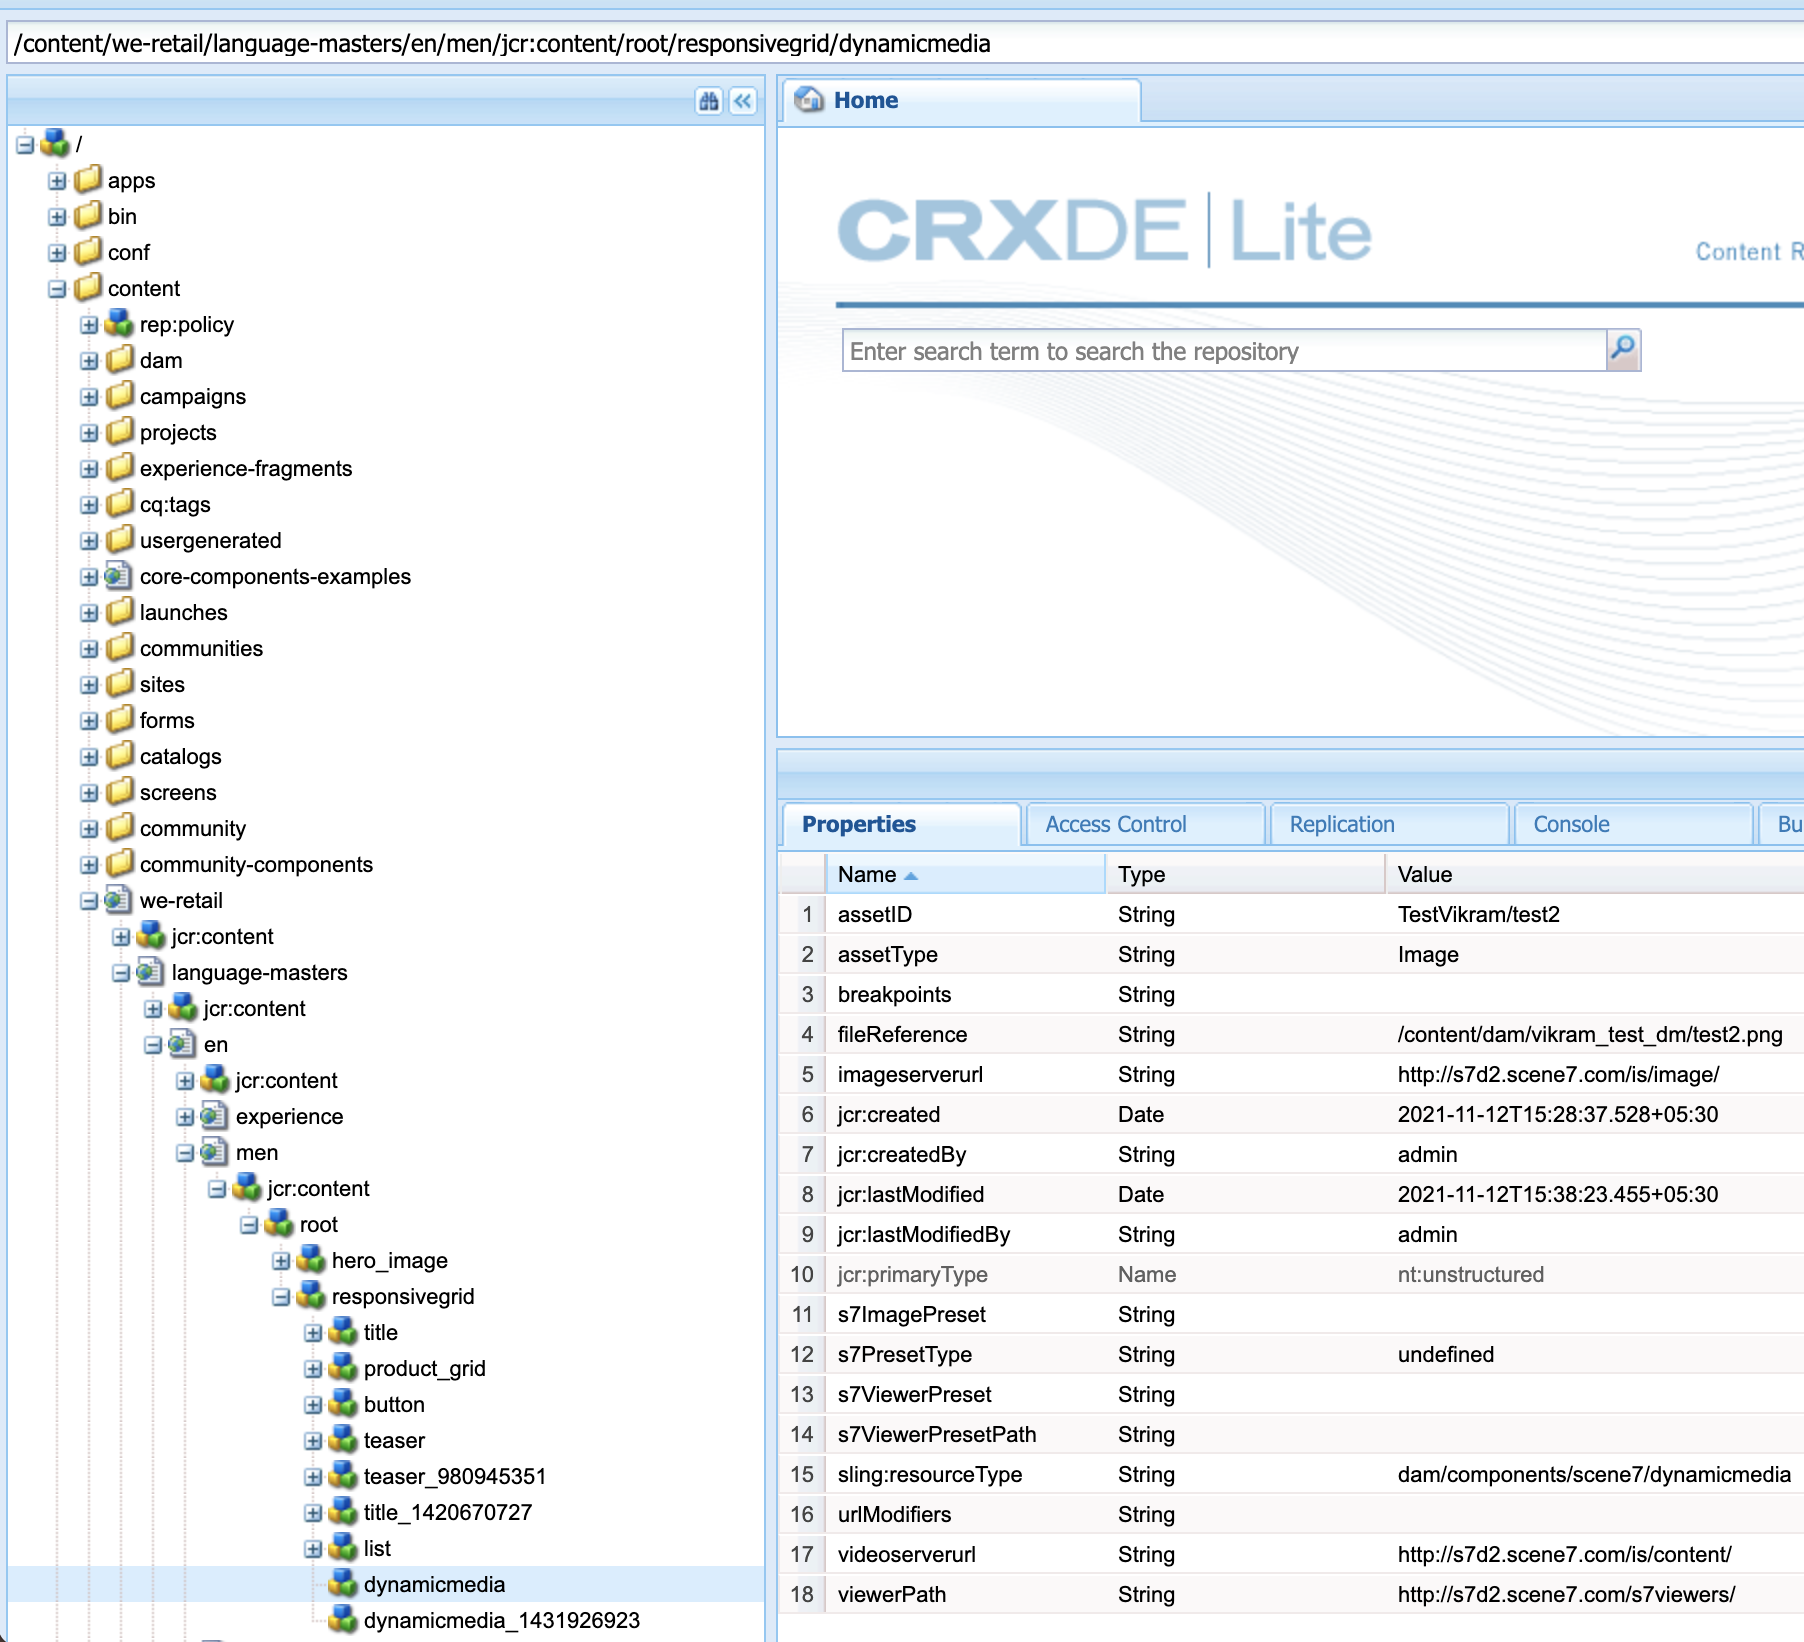 /content/we-retail/language-masters/en/men/jcr:content/root/responsivegrid/dynamicmedia
/
apps
bin
conf
content
rep:policy
dam
campaigns
projects
experience-fragments
cq:tags
usergenerated
core-components-examples
launches
communities
sites
forms
catalogs
screens
community
community-components
we-retail
jcr:content
language-masters
jcr:content
en
jcr:content
experience
men
jcr:content
root
hero_image
responsivegrid
title
product_grid
button
teaser
teaser_980945351
title_1420670727
list
dynamicmedia
dynamicmedia_1431926923
Home
CRXDE | Lite
Content R
Enter search term to search the repository
Properties Access Control Replication Console Bu
Name Type Value
1 assetID String TestVikram/test2
2 assetType String Image
3 breakpoints String
4 fileReference String /content/dam/vikram_test_dm/test2.png
5 imageserverurl String http://s7d2.scene7.com/is/image/
6 jcr:created Date 2021-11-12T15:28:37.528+05:30
7 jcr:createdBy String admin
8 jcr:lastModified Date 2021-11-12T15:38:23.455+05:30
9 jcr:lastModifiedBy String admin
10 jcr:primaryType Name nt:unstructured
11 s7ImagePreset String
12 s7PresetType String undefined
13 s7ViewerPreset String
14 s7ViewerPresetPath String
15 sling:resourceType String dam/components/scene7/dynamicmedia
16 urlModifiers String
17 videoserverurl String http://s7d2.scene7.com/is/content/
18 viewerPath String http://s7d2.scene7.com/s7viewers/